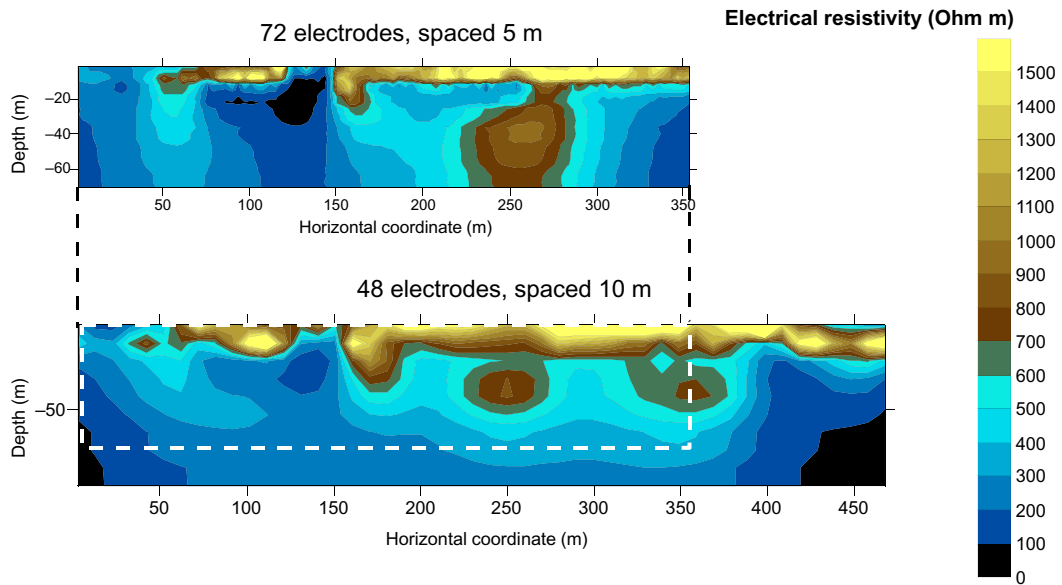 Electrical resistivity (Ohm m)
72 electrodes, spaced 5 m
Depth (m)
–20
–40
–60
50 100 150 200 250 300 350
Horizontal coordinate (m)
48 electrodes, spaced 10 m
Depth (m)
–50
50 100 150 200 250 300 350 400 450
Horizontal coordinate (m)
1500
1400
1300
1200
1100
1000
900
800
700
600
500
400
300
200
100
0